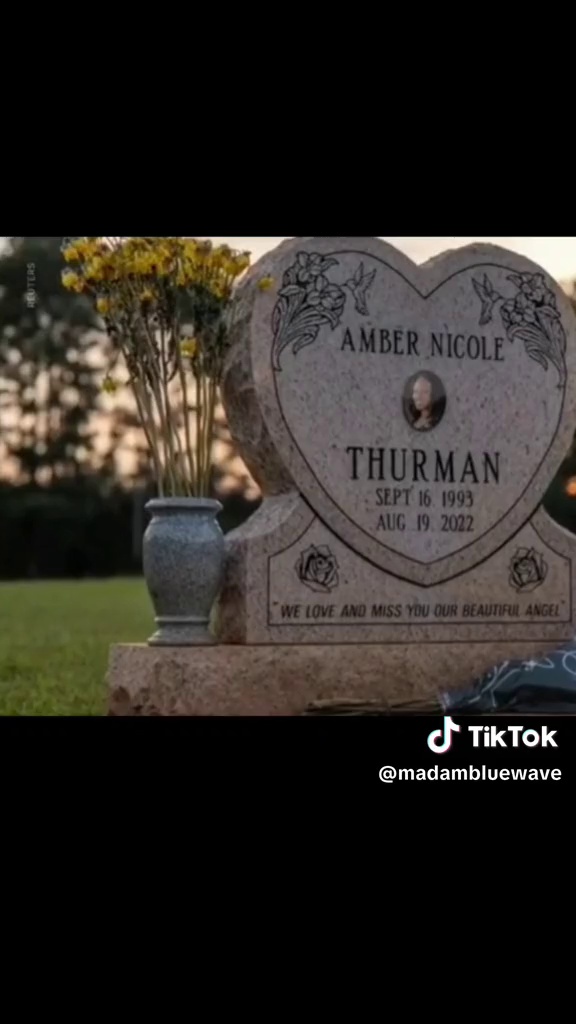 REUTERS
AMBER NICOLE
THURMAN
SEPT 16 1993
AUG 19 2022
"WE LOVE AND MISS YOU OUR BEAUTIFUL ANGEL"
TikTok
@madambluewave